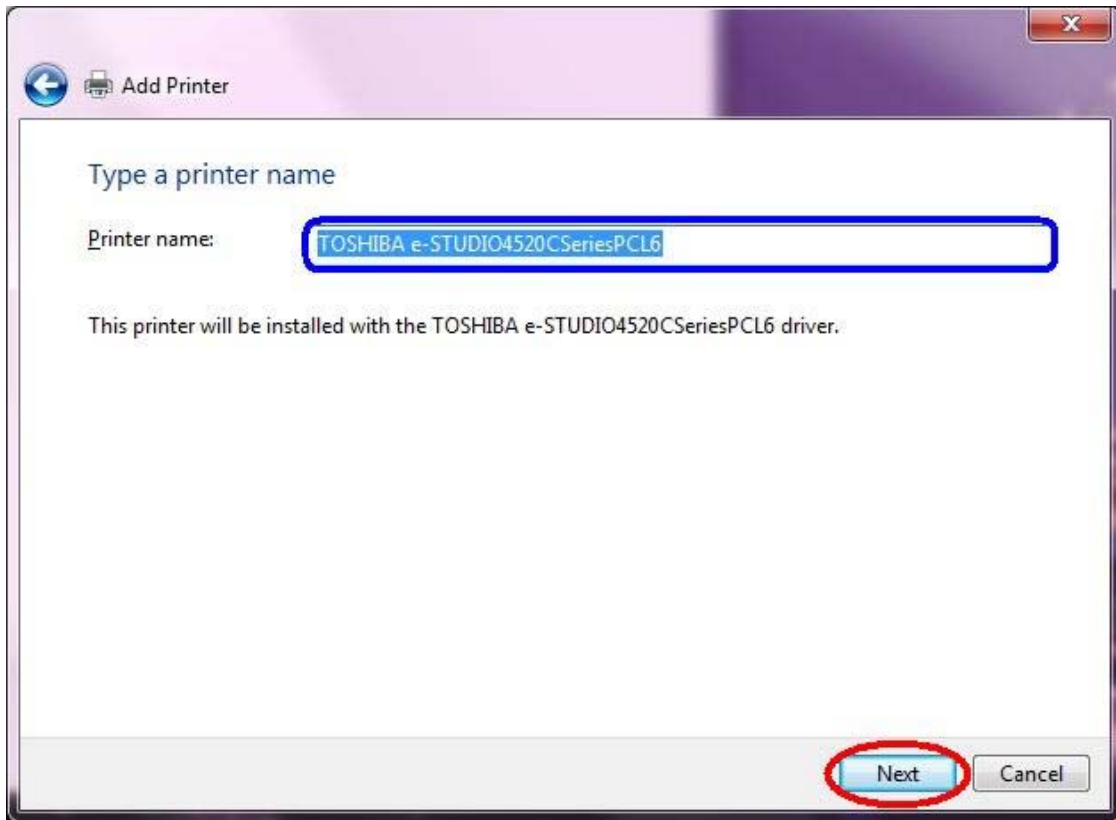 Add Printer
Type a printer name
Printer name: TOSHIBA e-STUDIO4520CSeriesPCL6
This printer will be installed with the TOSHIBA e-STUDIO4520CSeriesPCL6 driver.
Next Cancel